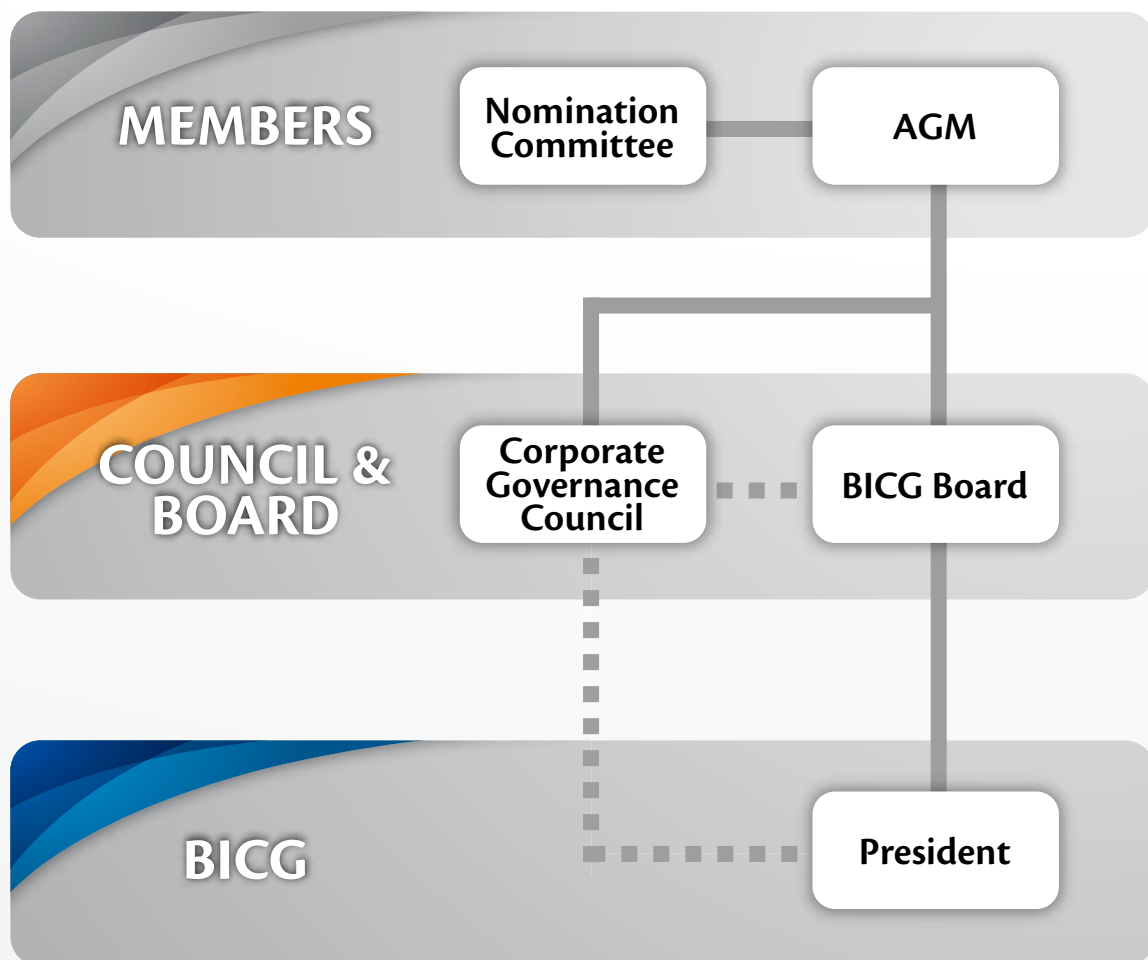 MEMBERS
Nomination
Committee
AGM
COUNCIL &
BOARD
Corporate
Governance
Council
BICG Board
BICG
President